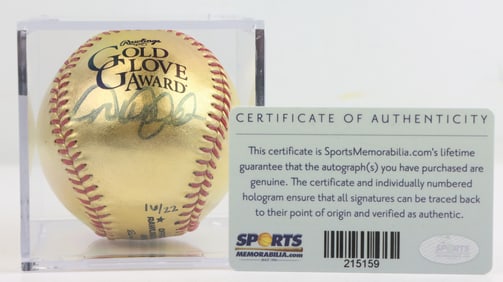 Rawlings
GOLD
GLOVE
AWARD
16/22
CERTIFICATE OF AUTHENTICITY
This certificate is SportsMemorabilia.com's lifetime
guarantee that the autograph(s) you have purchased are
genuine. The certificate and individually numbered
hologram ensure that all signatures can be traced back
to their point of origin and verified as authentic.
SPORTS
MEMORABILIA.com
215159
SPORTS